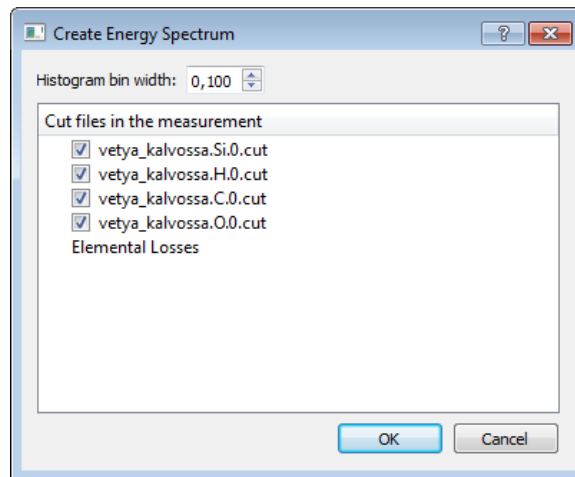 Create Energy Spectrum
Histogram bin width: 0,100
Cut files in the measurement
vetya_kalvossa.Si.0.cut
vetya_kalvossa.H.0.cut
vetya_kalvossa.C.0.cut
vetya_kalvossa.O.0.cut
Elemental Losses
OK Cancel